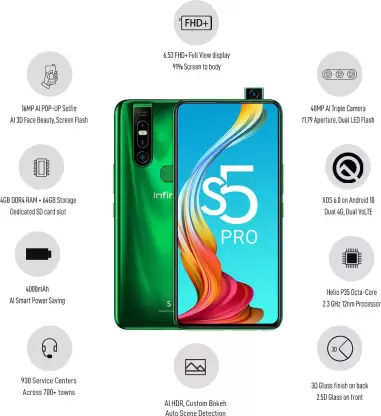 FHD+
6.53 FHD+ Full View display
91% Screen to body
16MP AI POP-UP Selfie
AI 3D Face Beauty, Screen Flash
48MP AI Triple Camera
f1.79 Aperture, Dual LED Flash
4GB DDR4 RAM + 64GB Storage
Dedicated SD card slot
XOS 6.0 on Android 10
Dual 4G, Dual VoLTE
Infinix
S5
PRO
4000mAh
AI Smart Power Saving
Helio P35 Octa-Core
2.3 GHz 12nm Processor
S
930 Service Centers
Across 700+ towns
3D
3D Glass finish on back
2.5D Glass on front
AI HDR, Custom Bokeh
Auto Scene Detection